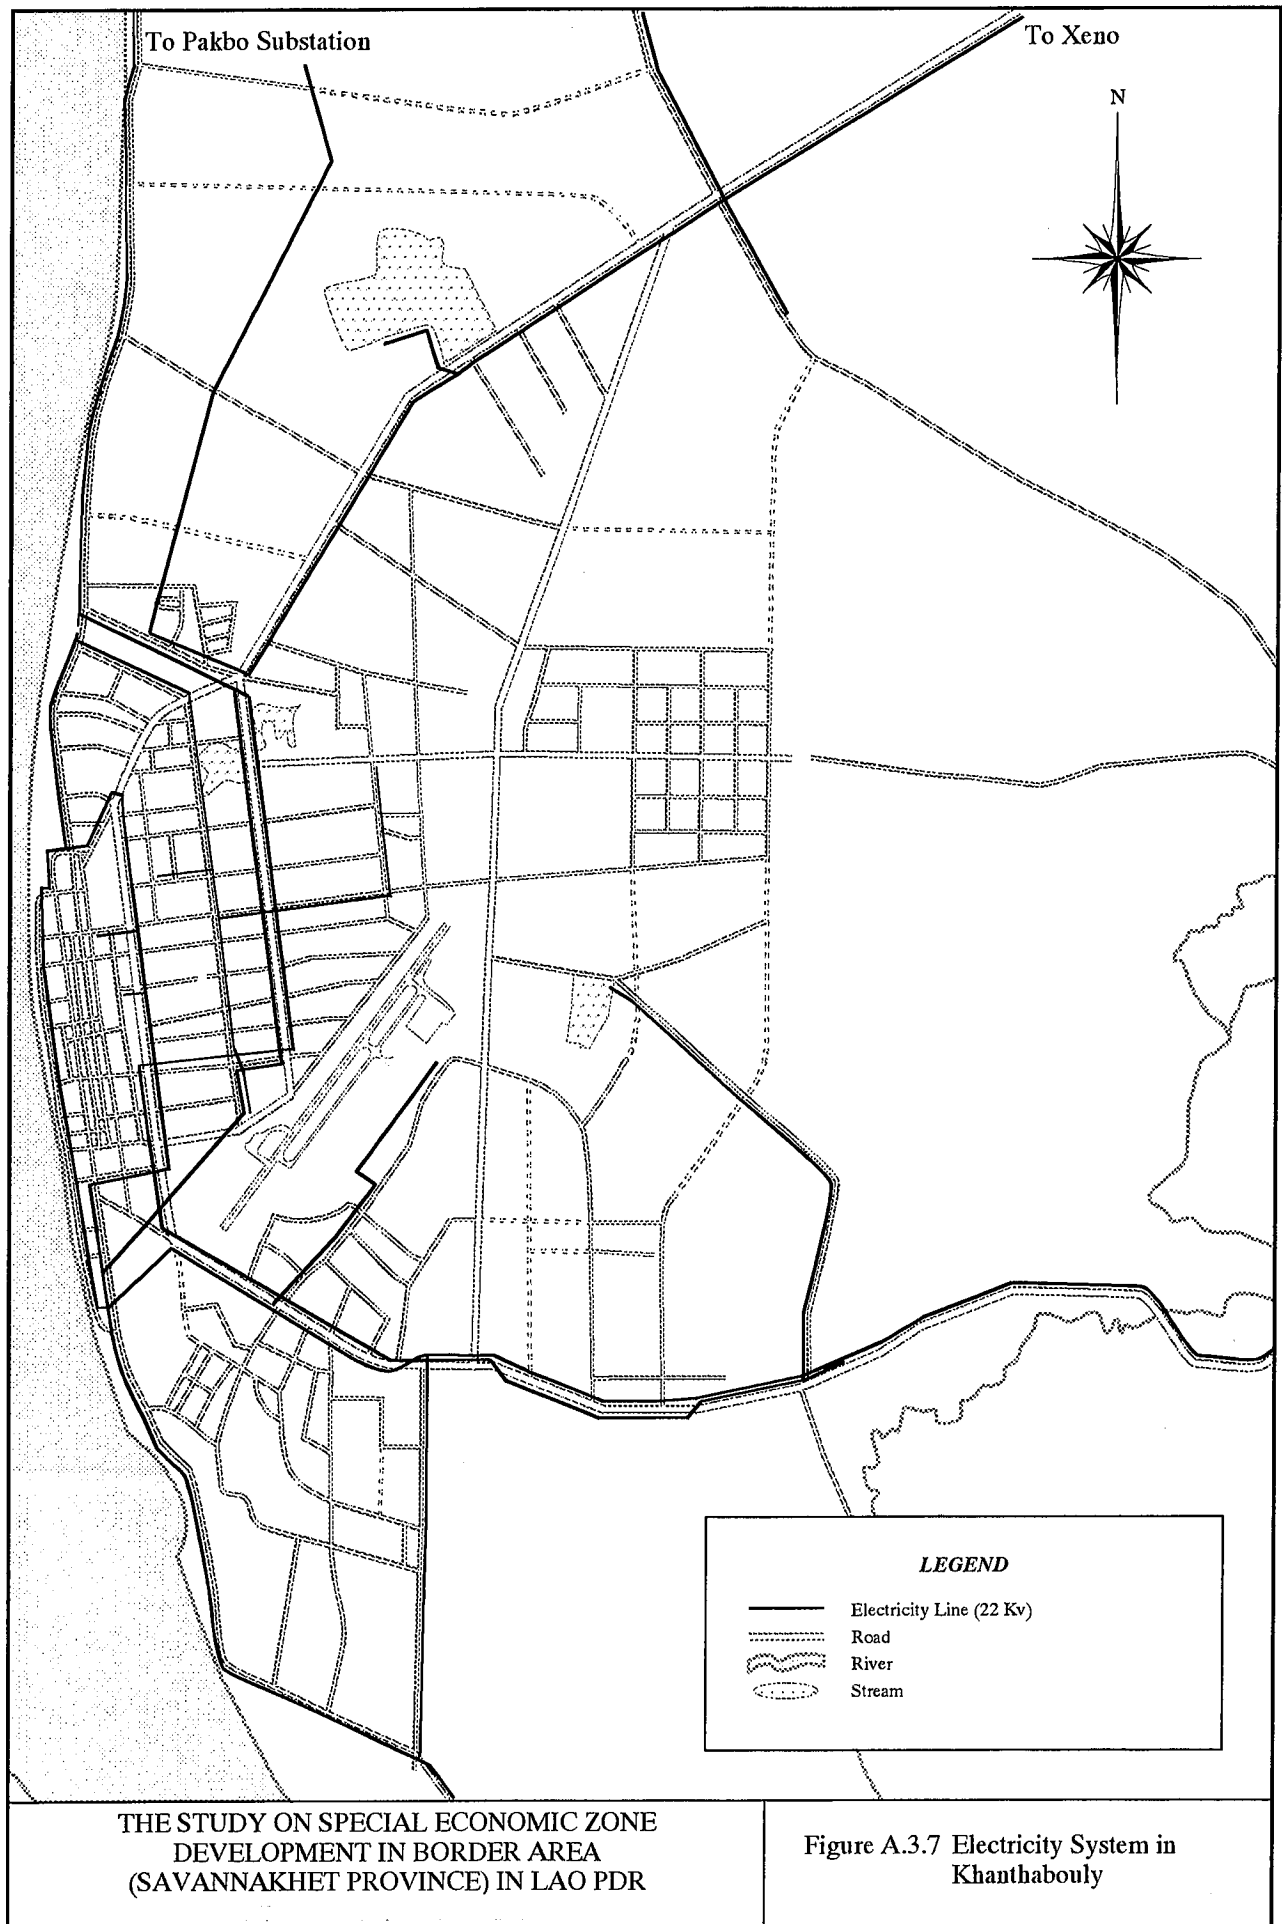 To Pakbo Substation
To Xeno
N
LEGEND
Electricity Line (22 Kv)
Road
River
Stream
THE STUDY ON SPECIAL ECONOMIC ZONE
DEVELOPMENT IN BORDER AREA
(SAVANNAKHET PROVINCE) IN LAO PDR
Figure A.3.7 Electricity System in
Khanthabouly